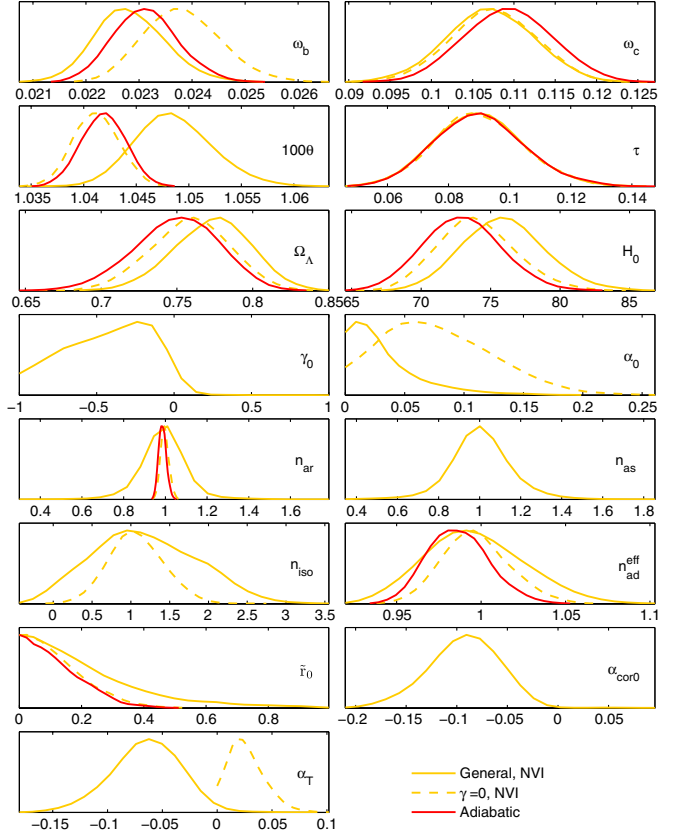 ω_b
0.021 0.022 0.023 0.024 0.025 0.026
ω_c
0.09 0.095 0.1 0.105 0.11 0.115 0.12 0.125
100θ
1.035 1.04 1.045 1.05 1.055 1.06
τ
0.06 0.08 0.1 0.12 0.14
Ω_Λ
0.65 0.7 0.75 0.8 0.85
H_0
65 70 75 80 85
γ_0
−1 −0.5 0 0.5 1
α_0
0 0.05 0.1 0.15 0.2 0.25
n_ar
0.4 0.6 0.8 1 1.2 1.4 1.6
n_as
0.4 0.6 0.8 1 1.2 1.4 1.6 1.8
n_iso
0 0.5 1 1.5 2 2.5 3 3.5
n_ad^eff
0.95 1 1.05 1.1
r̃_0
0 0.2 0.4 0.6 0.8
α_cor0
−0.2 −0.15 −0.1 −0.05 0 0.05
α_T
−0.15 −0.1 −0.05 0 0.05 0.1
General, NVI
γ=0, NVI
Adiabatic